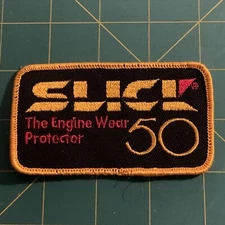 SLICK®
The Engine Wear
Protector
50